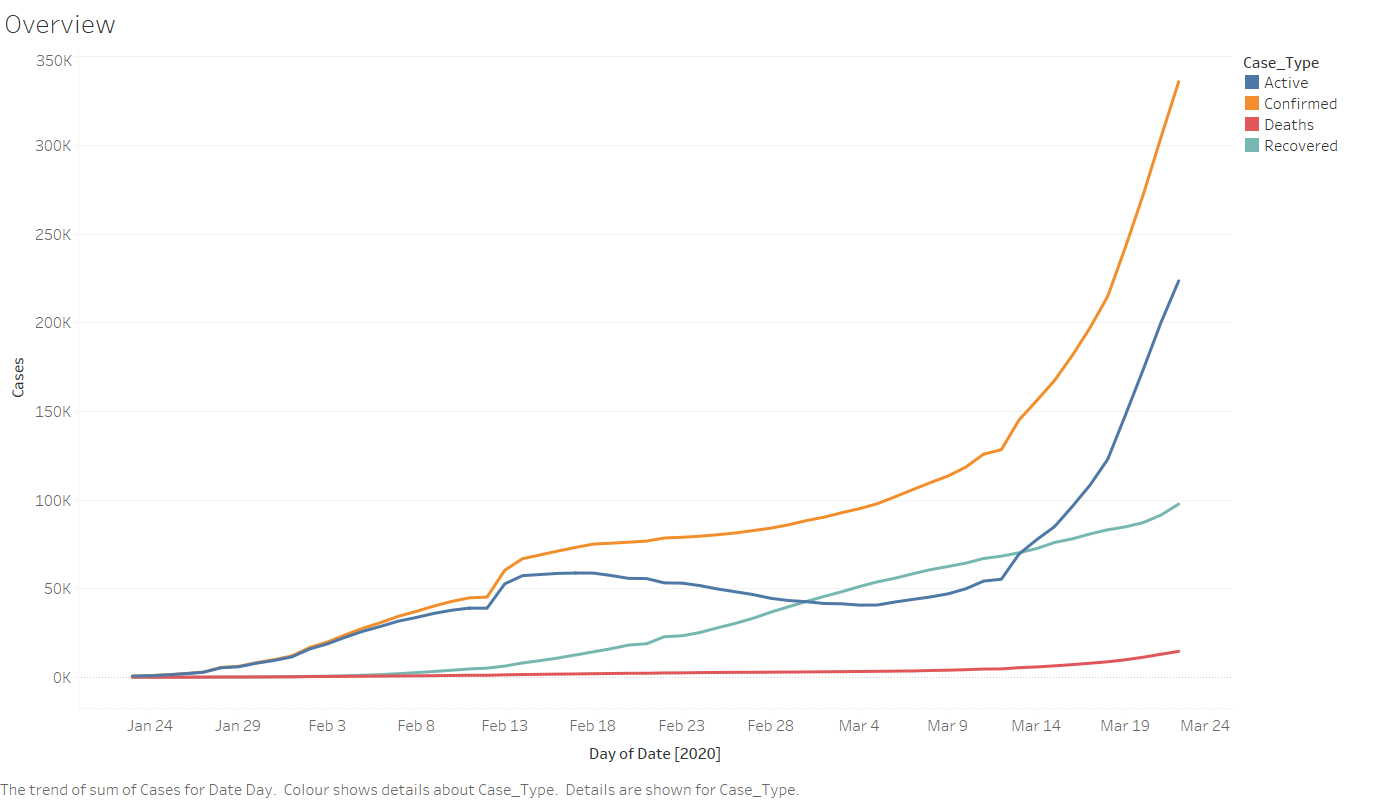 Overview
350K
300K
250K
200K
150K
100K
50K
0K
Cases
Jan 24 Jan 29 Feb 3 Feb 8 Feb 13 Feb 18 Feb 23 Feb 28 Mar 4 Mar 9 Mar 14 Mar 19 Mar 24
Day of Date [2020]
Case_Type
Active
Confirmed
Deaths
Recovered
The trend of sum of Cases for Date Day.  Colour shows details about Case_Type.  Details are shown for Case_Type.